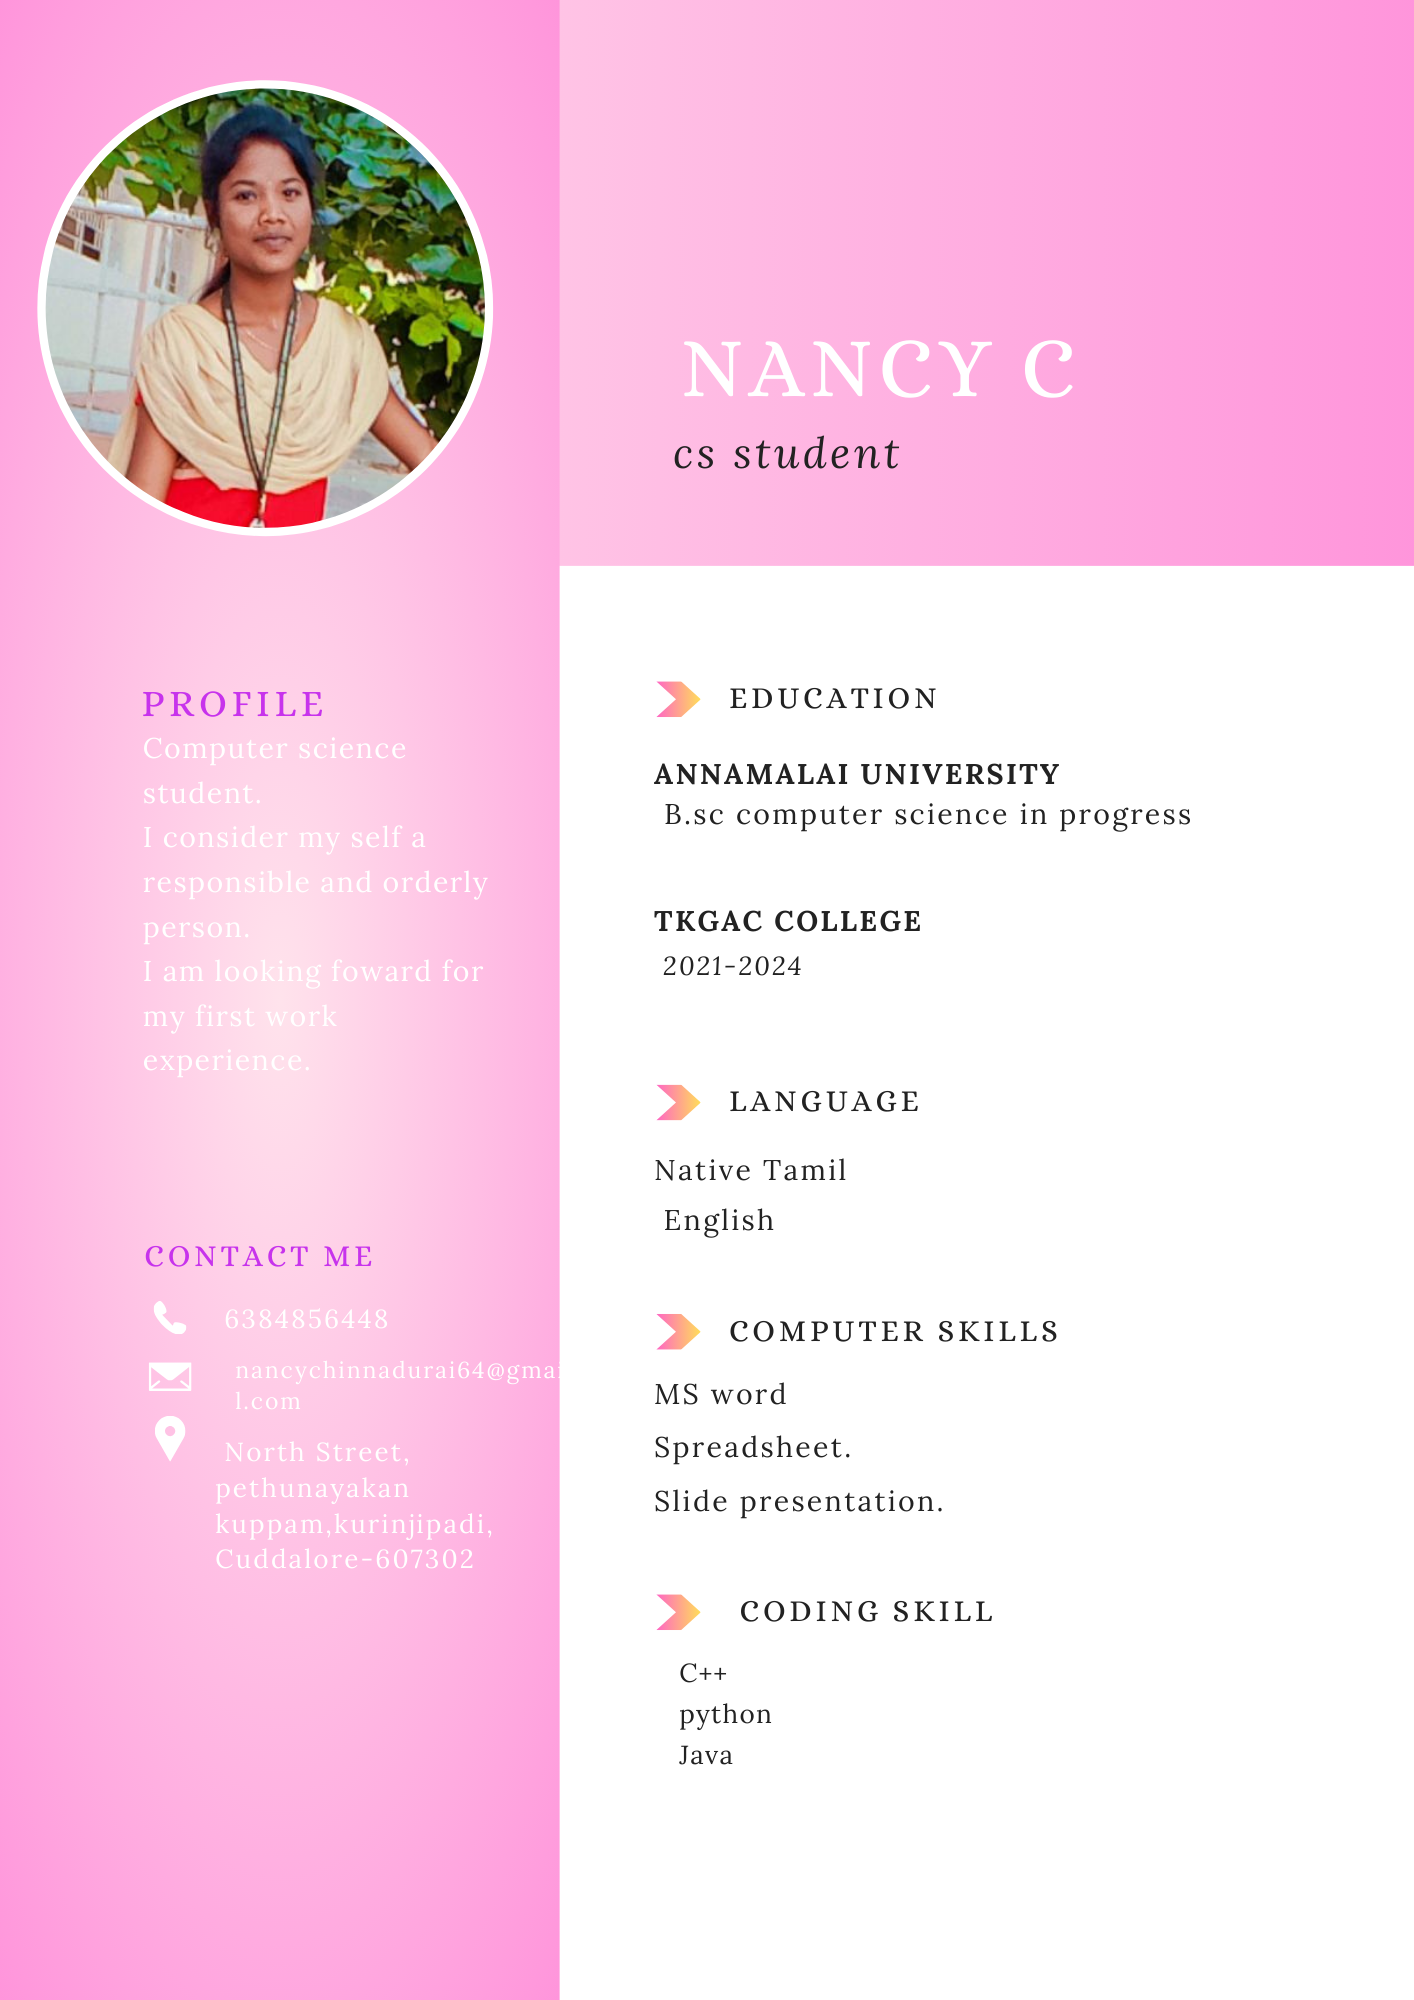 NANCY C
cs student
PROFILE
Computer science
student.
I consider my self a
responsible and orderly
person.
I am looking foward for
my first work
experience.
CONTACT ME
6384856448
nancychinnadurai64@gmai
l.com
North Street,
pethunayakan
kuppam,kurinjipadi,
Cuddalore-607302
EDUCATION
ANNAMALAI UNIVERSITY
B.sc computer science in progress
TKGAC COLLEGE
2021-2024
LANGUAGE
Native Tamil
English
COMPUTER SKILLS
MS word
Spreadsheet.
Slide presentation.
CODING SKILL
C++
python
Java